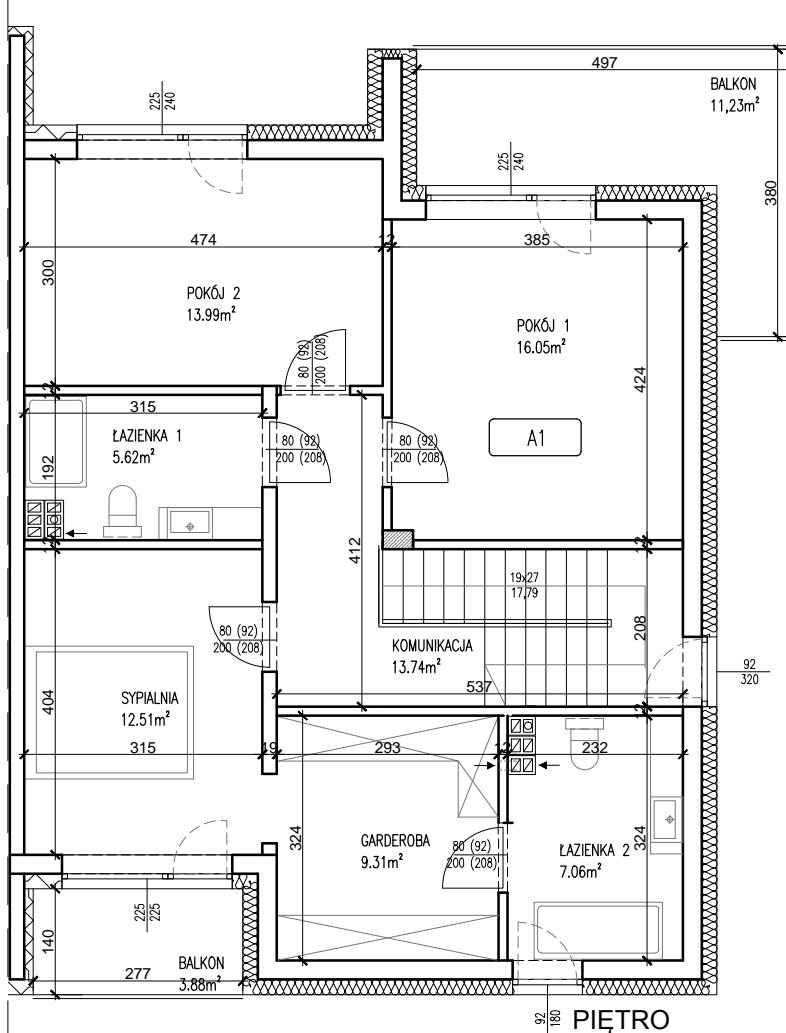 497
BALKON
11,23m²
225
240
225
240
380
474
12
385
300
POKÓJ 2
13.99m²
POKÓJ 1
16.05m²
80 (92)
200 (208)
424
12
315
ŁAZIENKA 1
5.62m²
80 (92)
200 (208)
80 (92)
200 (208)
A1
192
12
412
12
19x27
17,79
208
80 (92)
200 (208)
KOMUNIKACJA
13.74m²
92
320
404
SYPIALNIA
12.51m²
537
12
315
19
293
12
232
324
GARDEROBA
9.31m²
80 (92)
200 (208)
ŁAZIENKA 2
7.06m²
324
225
225
140
277
BALKON
3.88m²
92
180
PIĘTRO